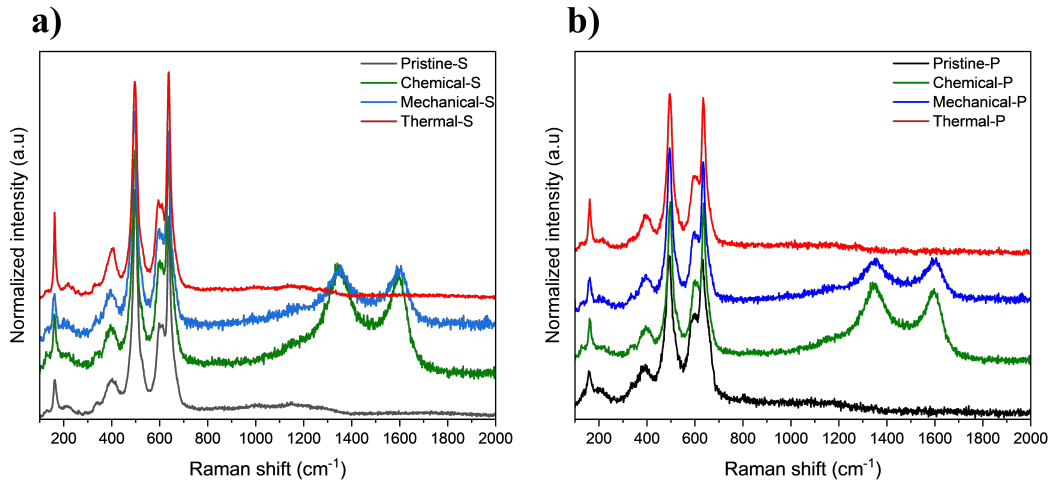 a)
Pristine-S
Chemical-S
Mechanical-S
Thermal-S
Normalized intensity (a.u)
200 400 600 800 1000 1200 1400 1600 1800 2000
Raman shift (cm⁻¹)
b)
Pristine-P
Chemical-P
Mechanical-P
Thermal-P
Normalized intensity (a.u)
200 400 600 800 1000 1200 1400 1600 1800 2000
Raman shift (cm⁻¹)